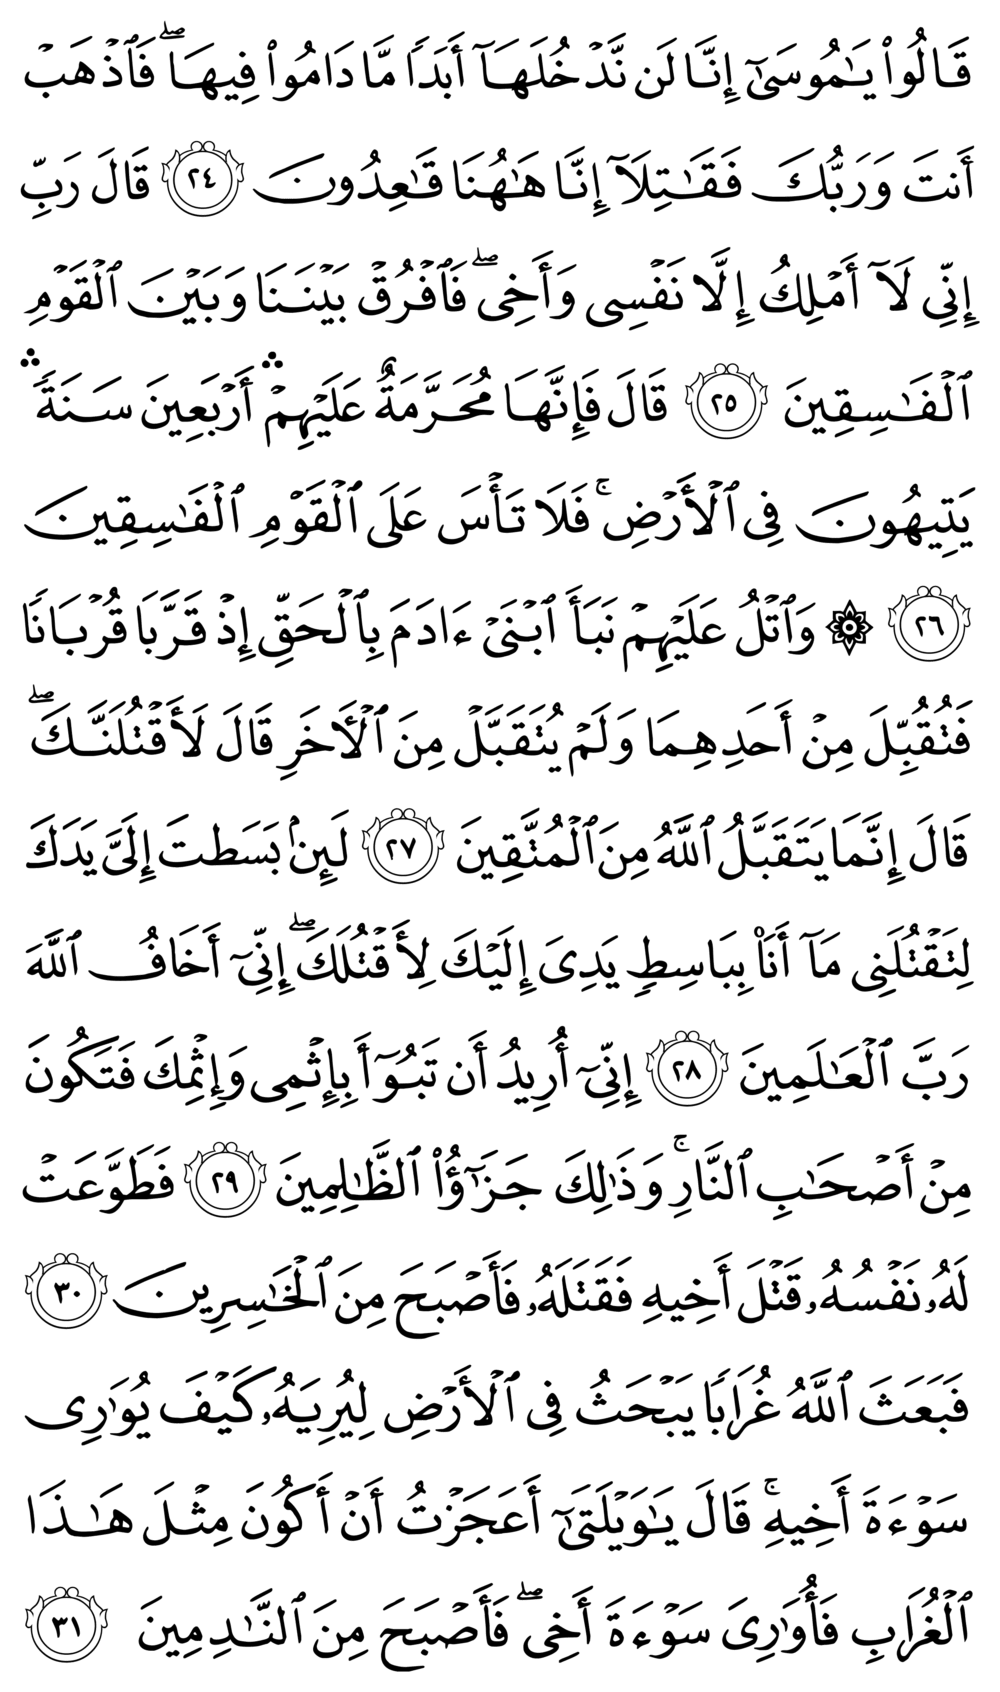 قَالُوا۟ يَٰمُوسَىٰٓ إِنَّا لَن نَّدْخُلَهَآ أَبَدًا مَّا دَامُوا۟ فِيهَا ۖ فَٱذْهَبْ
أَنتَ وَرَبُّكَ فَقَٰتِلَآ إِنَّا هَٰهُنَا قَٰعِدُونَ ٢٤ قَالَ رَبِّ
إِنِّى لَآ أَمْلِكُ إِلَّا نَفْسِى وَأَخِى ۖ فَٱفْرُقْ بَيْنَنَا وَبَيْنَ ٱلْقَوْمِ
ٱلْفَٰسِقِينَ ٢٥ قَالَ فَإِنَّهَا مُحَرَّمَةٌ عَلَيْهِمْ ۛ أَرْبَعِينَ سَنَةً ۛ
يَتِيهُونَ فِى ٱلْأَرْضِ ۚ فَلَا تَأْسَ عَلَى ٱلْقَوْمِ ٱلْفَٰسِقِينَ
٢٦ ۞ وَٱتْلُ عَلَيْهِمْ نَبَأَ ٱبْنَىْ ءَادَمَ بِٱلْحَقِّ إِذْ قَرَّبَا قُرْبَانًا
فَتُقُبِّلَ مِنْ أَحَدِهِمَا وَلَمْ يُتَقَبَّلْ مِنَ ٱلْأَخَرِ قَالَ لَأَقْتُلَنَّكَ ۖ
قَالَ إِنَّمَا يَتَقَبَّلُ ٱللَّهُ مِنَ ٱلْمُتَّقِينَ ٢٧ لَئِنۢ بَسَطتَ إِلَىَّ يَدَكَ
لِتَقْتُلَنِى مَآ أَنَا۠ بِبَاسِطٍ يَدِىَ إِلَيْكَ لِأَقْتُلَكَ ۖ إِنِّىٓ أَخَافُ ٱللَّهَ
رَبَّ ٱلْعَٰلَمِينَ ٢٨ إِنِّىٓ أُرِيدُ أَن تَبُوٓأَ بِإِثْمِى وَإِثْمِكَ فَتَكُونَ
مِنْ أَصْحَٰبِ ٱلنَّارِ ۚ وَذَٰلِكَ جَزَٰٓؤُا۟ ٱلظَّٰلِمِينَ ٢٩ فَطَوَّعَتْ
لَهُۥ نَفْسُهُۥ قَتْلَ أَخِيهِ فَقَتَلَهُۥ فَأَصْبَحَ مِنَ ٱلْخَٰسِرِينَ ٣٠
فَبَعَثَ ٱللَّهُ غُرَابًا يَبْحَثُ فِى ٱلْأَرْضِ لِيُرِيَهُۥ كَيْفَ يُوَٰرِى
سَوْءَةَ أَخِيهِ ۚ قَالَ يَٰوَيْلَتَىٰٓ أَعَجَزْتُ أَنْ أَكُونَ مِثْلَ هَٰذَا
ٱلْغُرَابِ فَأُوَٰرِىَ سَوْءَةَ أَخِى ۖ فَأَصْبَحَ مِنَ ٱلنَّٰدِمِينَ ٣١